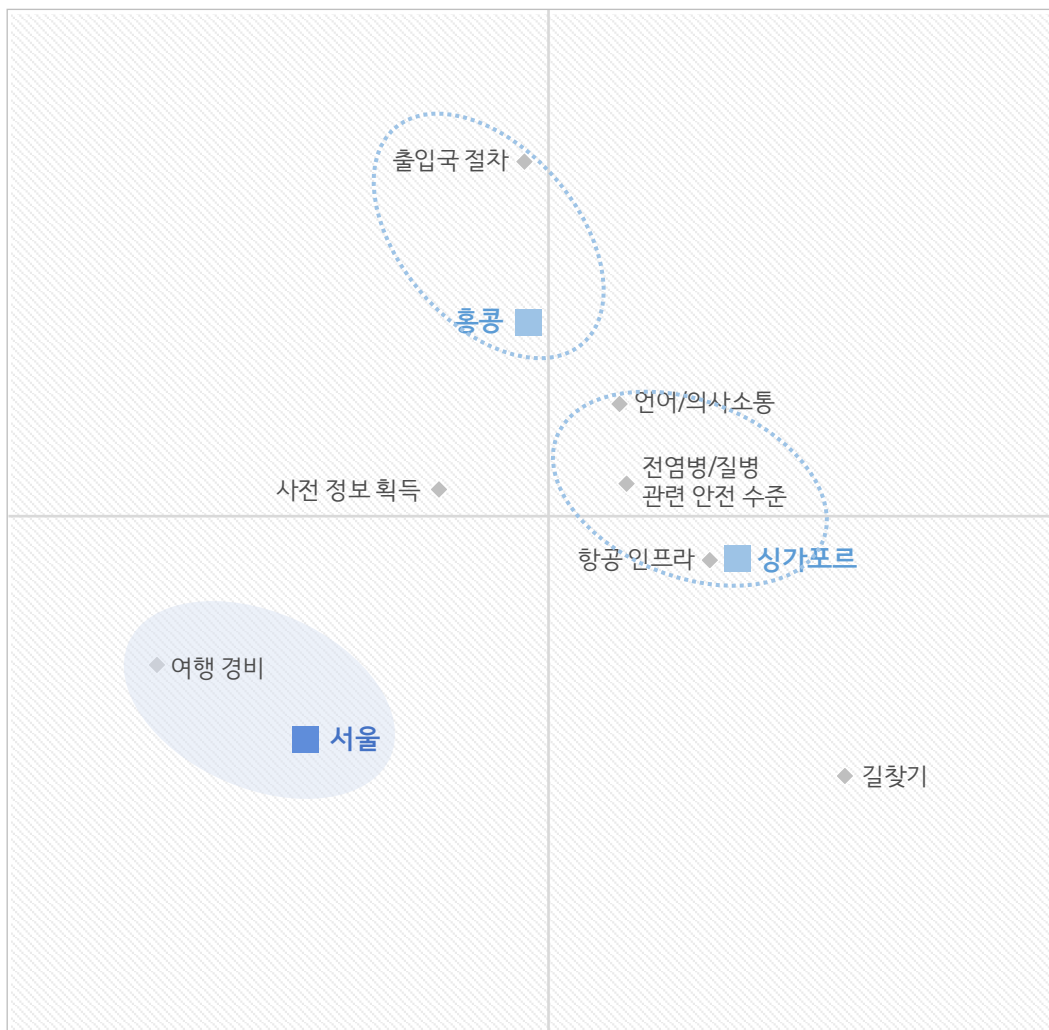 출입국 절차
홍콩
언어/의사소통
전염병/질병
관련 안전 수준
사전 정보 획득
항공 인프라
싱가포르
여행 경비
서울
길찾기